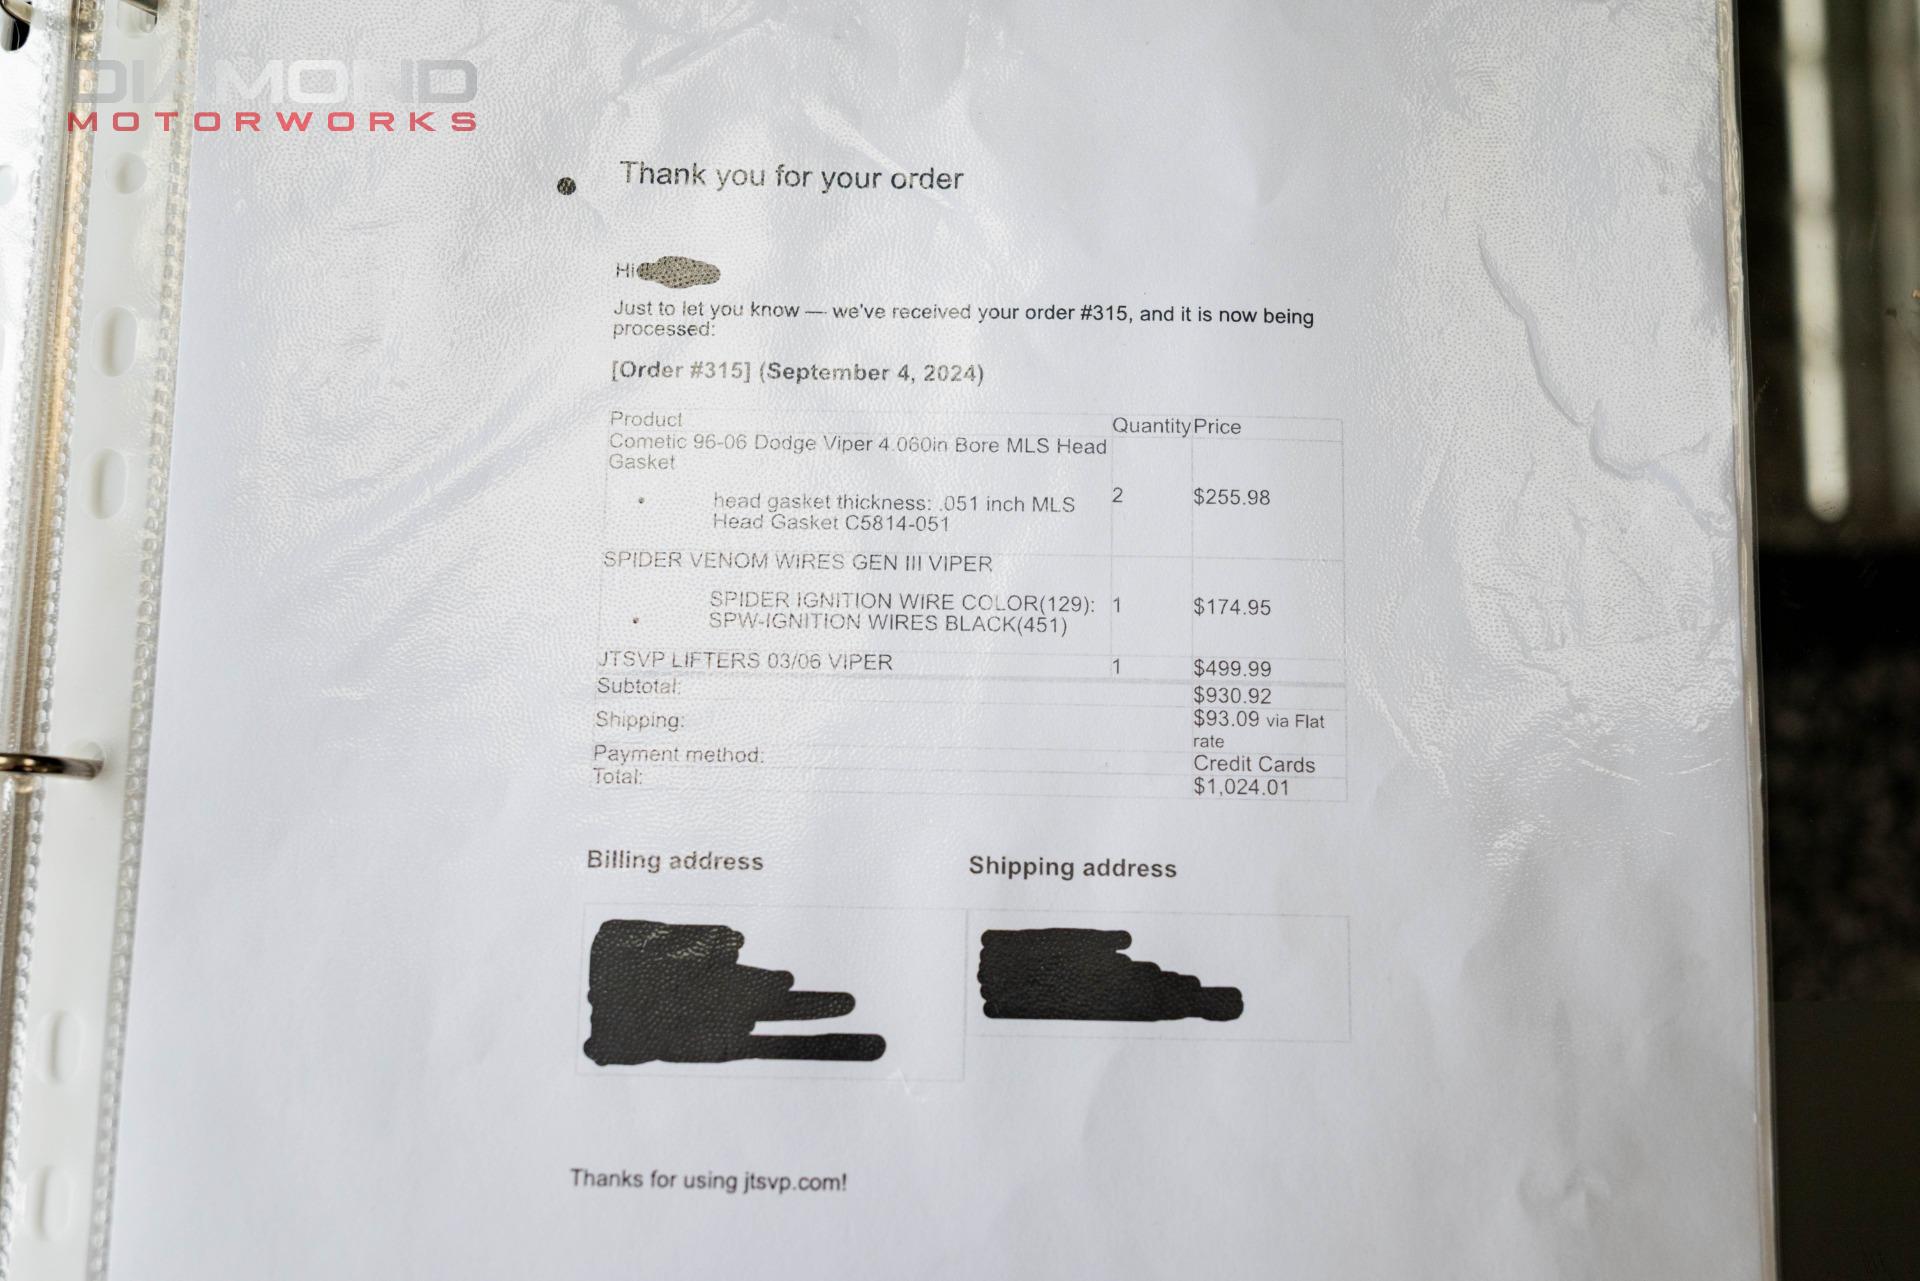 DIAMOND
MOTORWORKS
Thank you for your order
Hi
Just to let you know — we've received your order #315, and it is now being
processed:
[Order #315] (September 4, 2024)
Product Quantity Price
Cometic 96-06 Dodge Viper 4.060in Bore MLS Head
Gasket
head gasket thickness: .051 inch MLS 2 $255.98
Head Gasket C5814-051
SPIDER VENOM WIRES GEN III VIPER
SPIDER IGNITION WIRE COLOR(129): 1 $174.95
SPW-IGNITION WIRES BLACK(451)
JTSVP LIFTERS 03/06 VIPER 1 $499.99
Subtotal: $930.92
Shipping: $93.09 via Flat
rate
Payment method: Credit Cards
Total: $1,024.01
Billing address Shipping address
Thanks for using jtsvp.com!